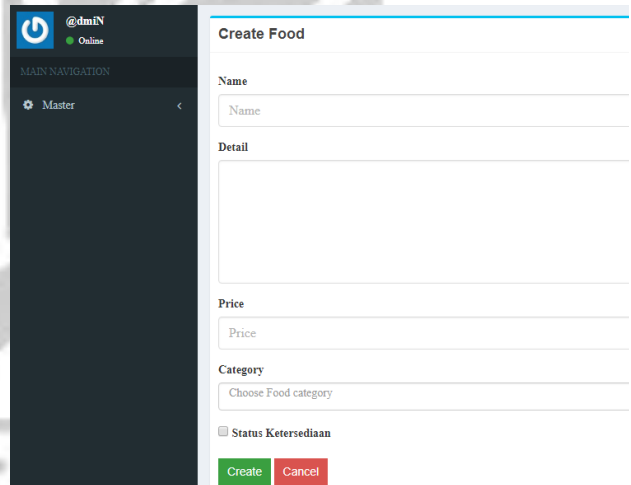 @dmiN
Online
MAIN NAVIGATION
Master
Create Food
Name
Name
Detail
Price
Price
Category
Choose Food category
Status Ketersediaan
Create Cancel